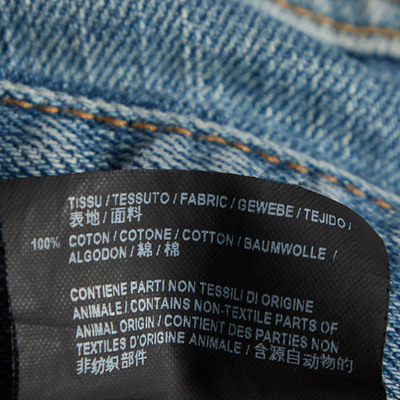 TISSU / TESSUTO / FABRIC / GEWEBE / TEJIDO /
表地 / 面料
100% COTON / COTONE / COTTON / BAUMWOLLE /
ALGODON / 綿 / 棉
CONTIENE PARTI NON TESSILI DI ORIGINE
ANIMALE / CONTAINS NON-TEXTILE PARTS OF
ANIMAL ORIGIN / CONTIENT DES PARTIES NON
TEXTILES D'ORIGINE ANIMALE / 含源自动物的
非纺织部件